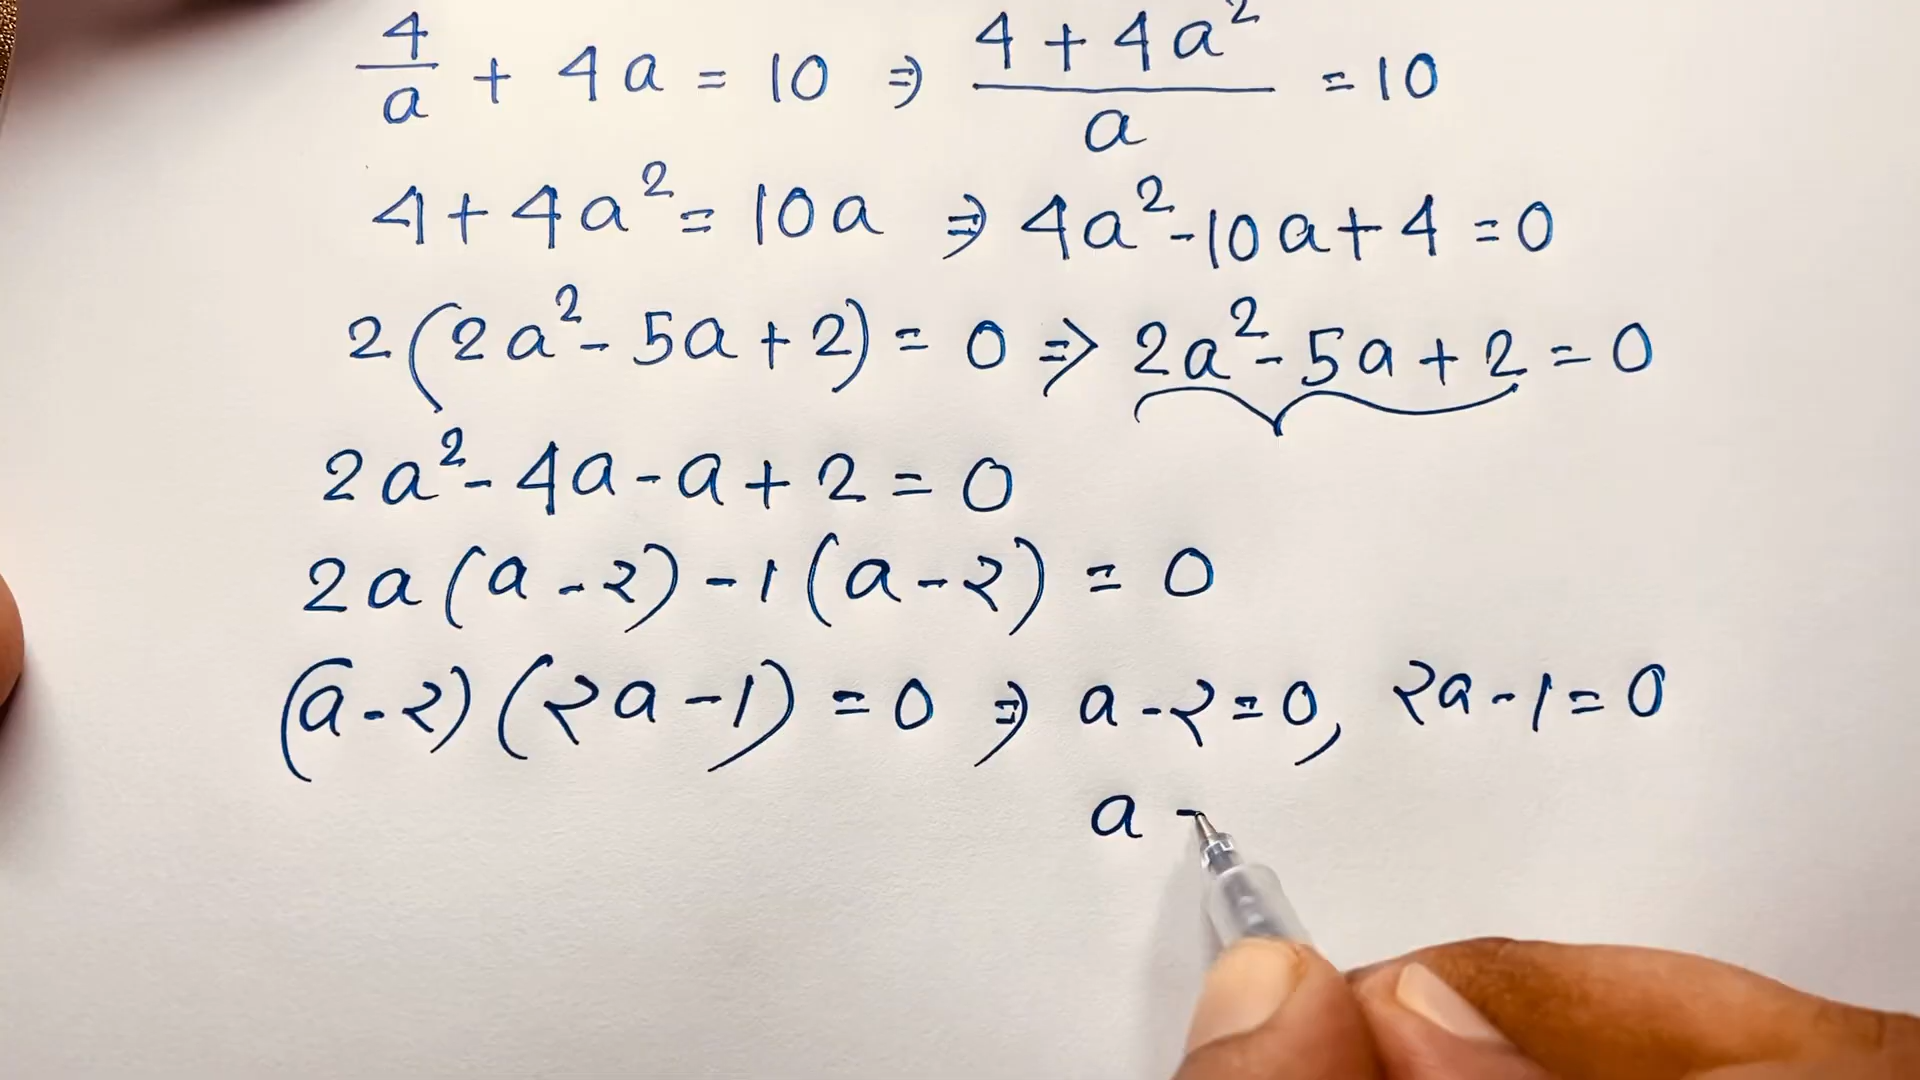 4/a + 4a = 10 ⇒ (4 + 4a²)/a = 10
4 + 4a² = 10a ⇒ 4a² - 10a + 4 = 0
2(2a² - 5a + 2) = 0 ⇒ 2a² - 5a + 2 = 0
2a² - 4a - a + 2 = 0
2a(a - 2) - 1(a - 2) = 0
(a - 2)(2a - 1) = 0 ⇒ a - 2 = 0, 2a - 1 = 0
a -